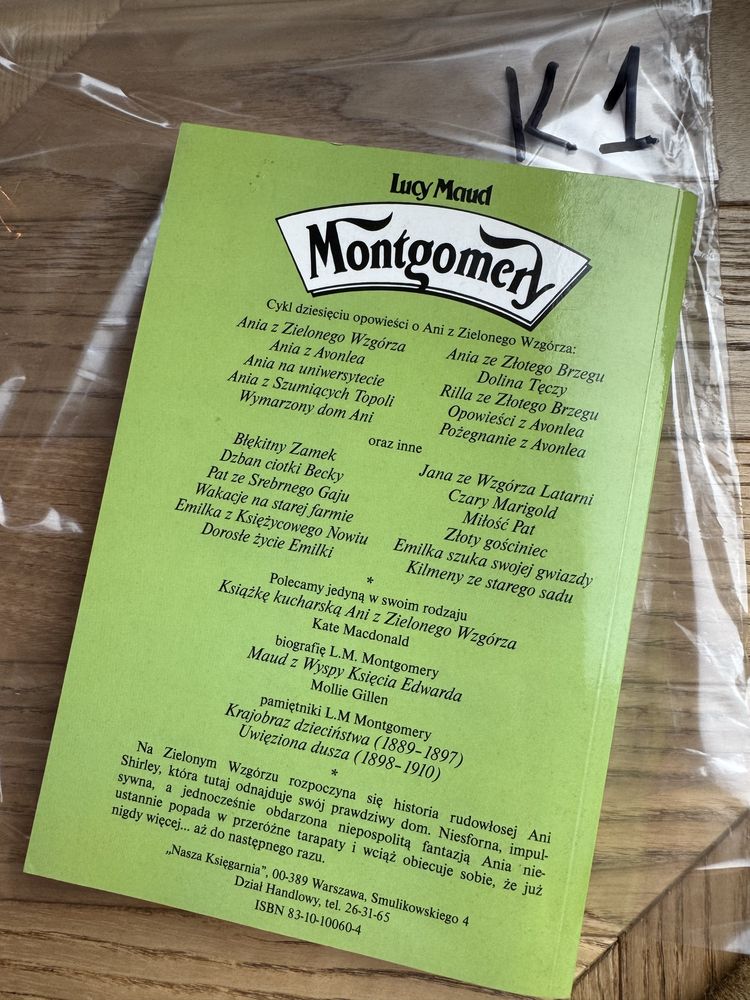 K1
Lucy Maud
Montgomery
Cykl dziesięciu opowieści o Ani z Zielonego Wzgórza:
Ania z Zielonego Wzgórza
Ania z Avonlea
Ania na uniwersytecie
Ania z Szumiących Topoli
Wymarzony dom Ani
Ania ze Złotego Brzegu
Dolina Tęczy
Rilla ze Złotego Brzegu
Opowieści z Avonlea
Pożegnanie z Avonlea
oraz inne
Błękitny Zamek
Dzban ciotki Becky
Pat ze Srebrnego Gaju
Wakacje na starej farmie
Emilka z Księżycowego Nowiu
Dorosłe życie Emilki
Jana ze Wzgórza Latarni
Czary Marigold
Miłość Pat
Złoty gościniec
Emilka szuka swojej gwiazdy
Kilmeny ze starego sadu
*
Polecamy jedyną w swoim rodzaju
Książkę kucharską Ani z Zielonego Wzgórza
Kate Macdonald
biografię L.M. Montgomery
Maud z Wyspy Księcia Edwarda
Mollie Gillen
pamiętniki L.M Montgomery
Krajobraz dzieciństwa (1889–1897)
Uwięziona dusza (1898–1910)
*
Na Zielonym Wzgórzu rozpoczyna się historia rudowłosej Ani
Shirley, która tutaj odnajduje swój prawdziwy dom. Niesforna, impul-
sywna, a jednocześnie obdarzona niepospolitą fantazją Ania nie-
ustannie popada w przeróżne tarapaty i wciąż obiecuje sobie, że już
nigdy więcej... aż do następnego razu.
„Nasza Księgarnia”, 00-389 Warszawa, Smulikowskiego 4
Dział Handlowy, tel. 26-31-65
ISBN 83-10-10060-4